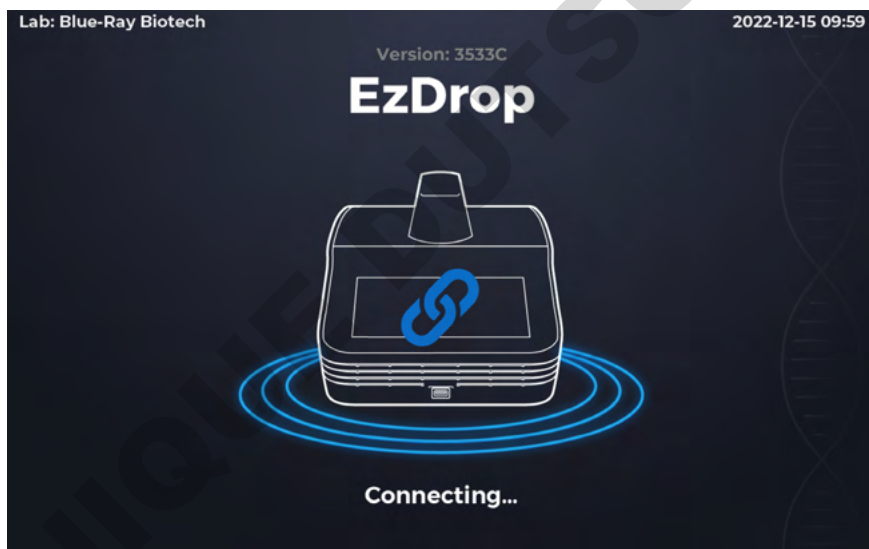 Lab: Blue-Ray Biotech
2022-12-15 09:59
Version: 3533C
EzDrop
Connecting...